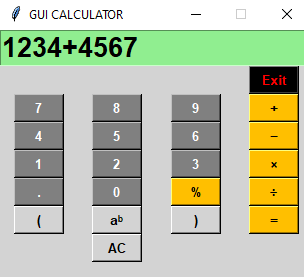 GUI CALCULATOR
1234+4567
Exit
7 8 9 +
4 5 6 −
1 2 3 ×
. 0 % ÷
( aᵇ ) =
AC